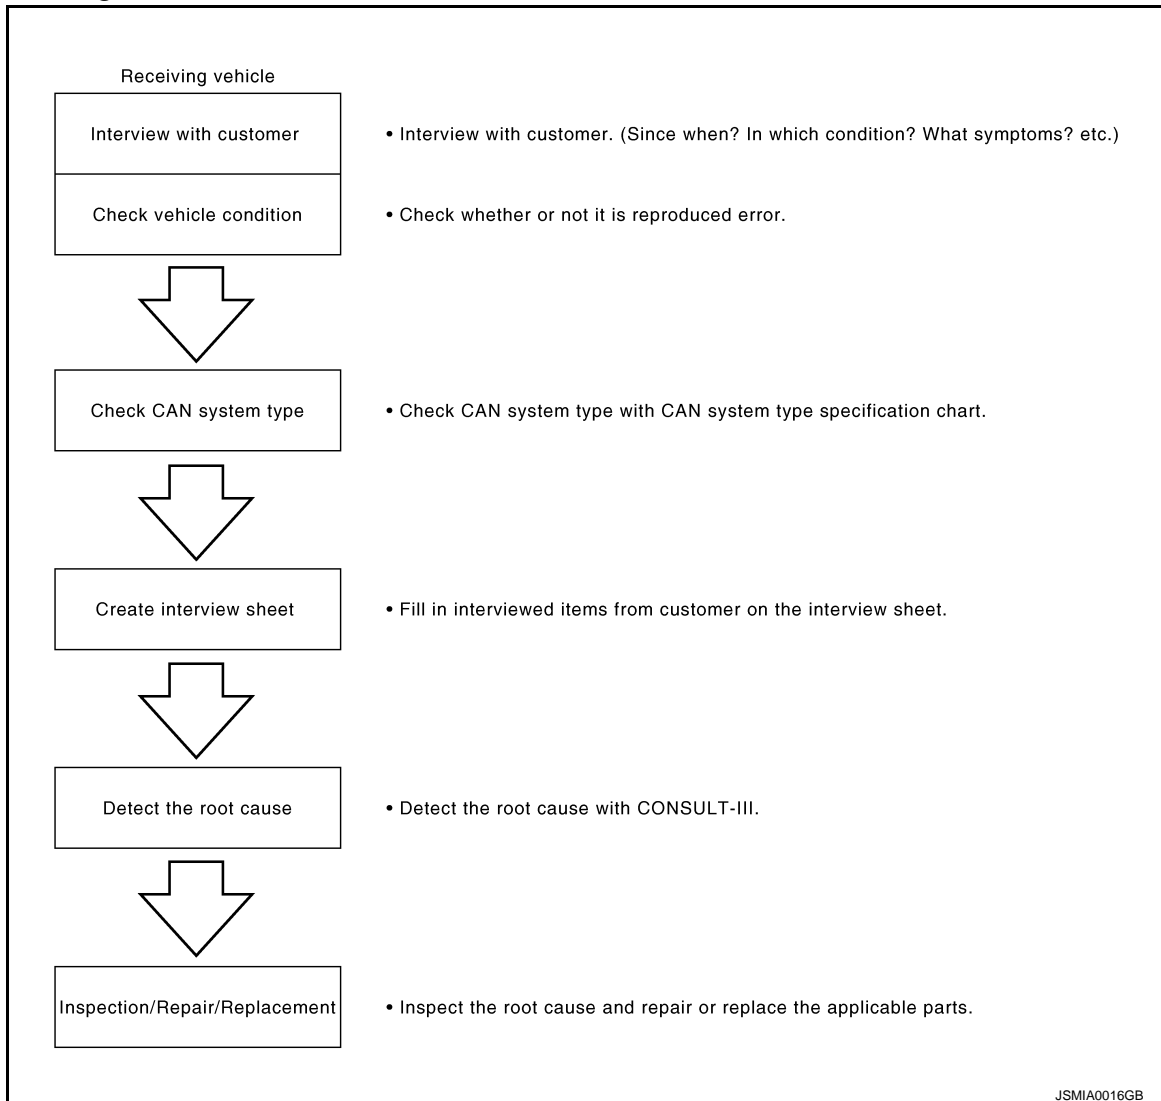 Receiving vehicle
Interview with customer
• Interview with customer. (Since when? In which condition? What symptoms? etc.)
Check vehicle condition
• Check whether or not it is reproduced error.
Check CAN system type
• Check CAN system type with CAN system type specification chart.
Create interview sheet
• Fill in interviewed items from customer on the interview sheet.
Detect the root cause
• Detect the root cause with CONSULT-III.
Inspection/Repair/Replacement
• Inspect the root cause and repair or replace the applicable parts.
JSMIA0016GB